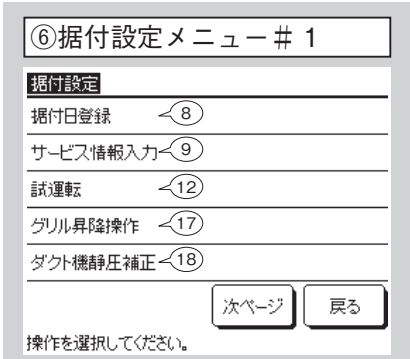 ⑥据付設定メニュー＃1
据付設定
据付日登録 ⑧
サービス情報入力 ⑨
試運転 ⑫
グリル昇降操作 ⑰
ダクト機静圧補正 ⑱
次ページ 戻る
操作を選択してください。